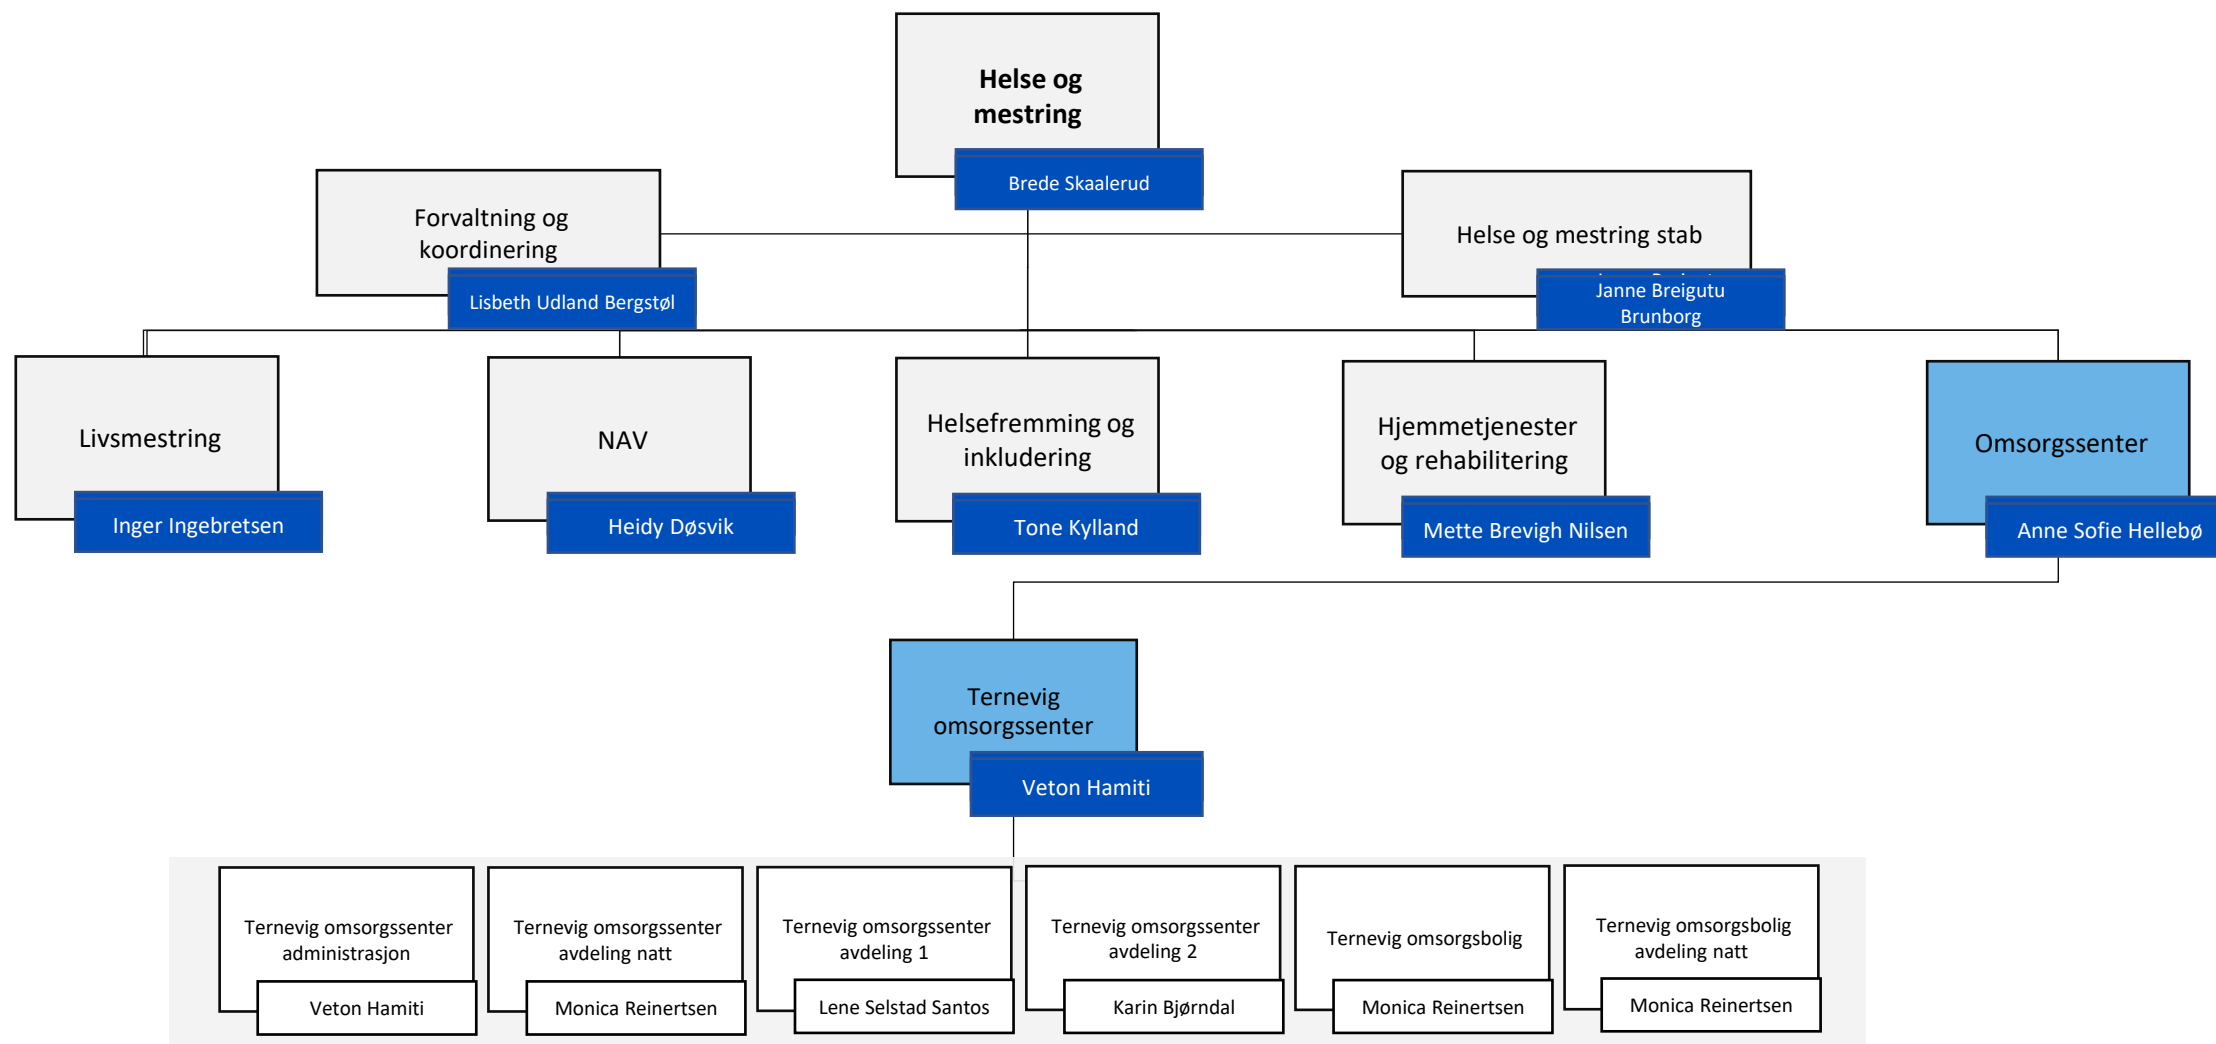 Helse og
mestring
Brede Skaalerud
Forvaltning og
koordinering
Lisbeth Udland Bergstøl
Helse og mestring stab
Janne Breigutu
Brunborg
Livsmestring
Inger Ingebretsen
NAV
Heidy Døsvik
Helsefremming og
inkludering
Tone Kylland
Hjemmetjenester
og rehabilitering
Mette Brevigh Nilsen
Omsorgssenter
Anne Sofie Hellebø
Ternevig
omsorgssenter
Veton Hamiti
Ternevig omsorgssenter
administrasjon
Veton Hamiti
Ternevig omsorgssenter
avdeling natt
Monica Reinertsen
Ternevig omsorgssenter
avdeling 1
Lene Selstad Santos
Ternevig omsorgssenter
avdeling 2
Karin Bjørndal
Ternevig omsorgsbolig
Monica Reinertsen
Ternevig omsorgsbolig
avdeling natt
Monica Reinertsen